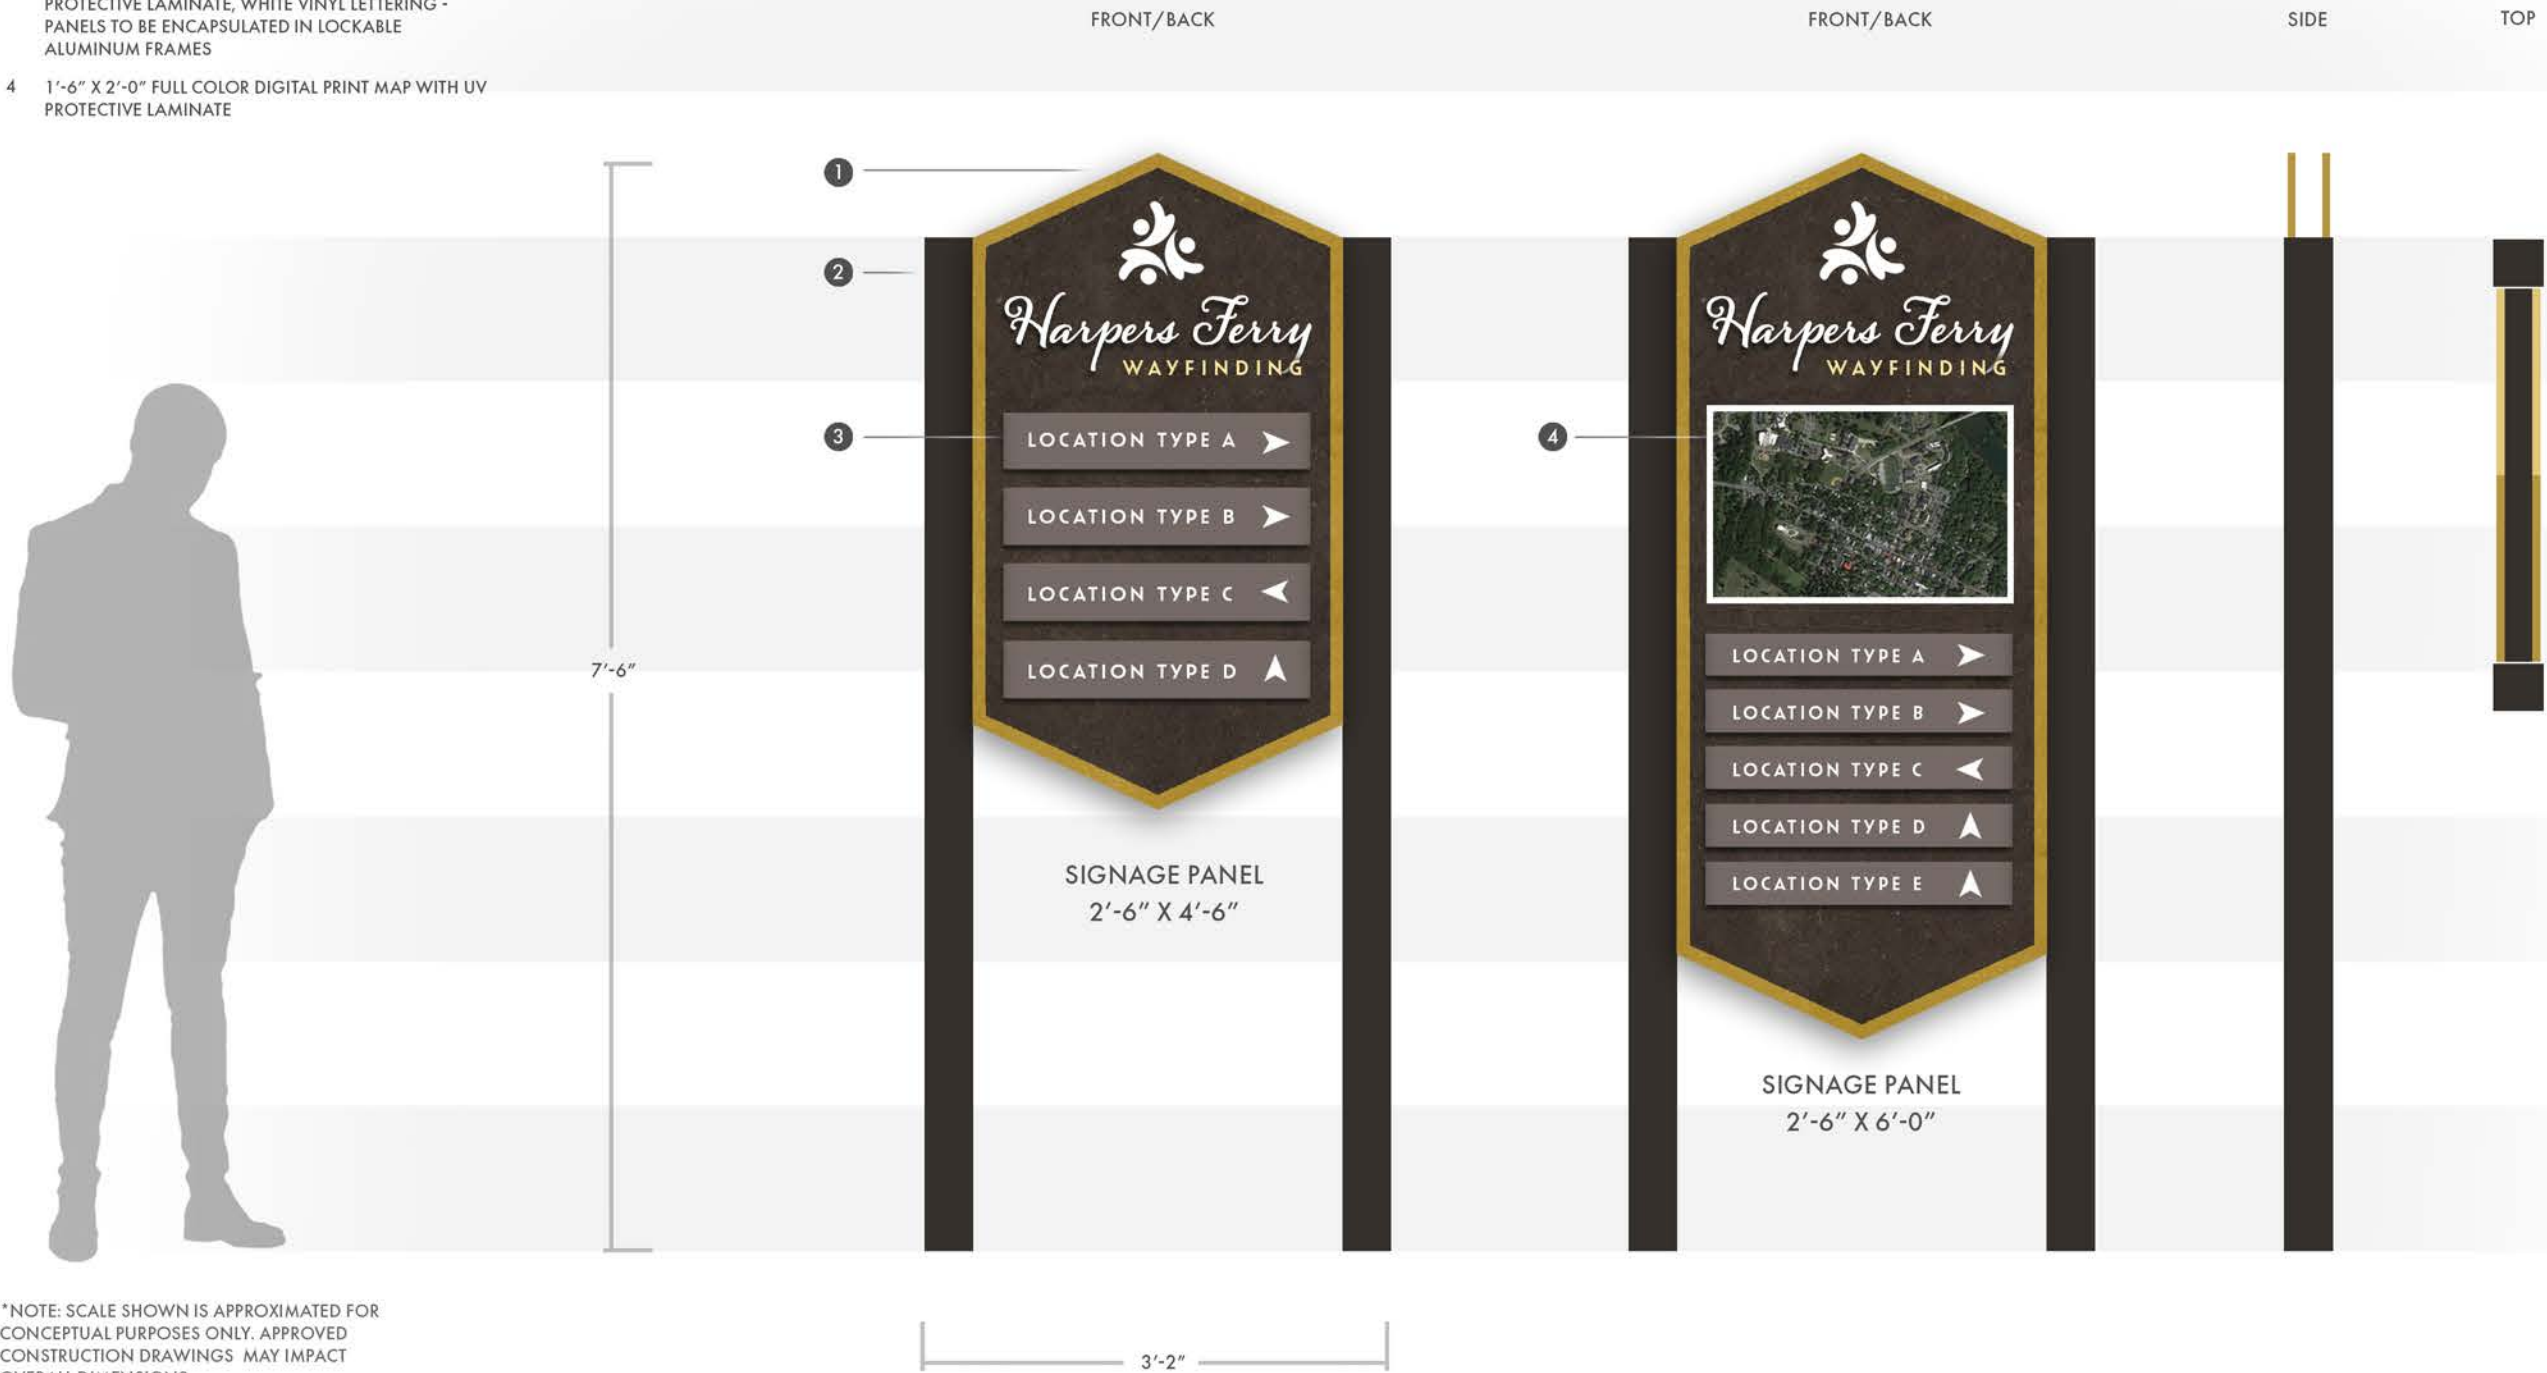 PROTECTIVE LAMINATE, WHITE VINYL LETTERING -
PANELS TO BE ENCAPSULATED IN LOCKABLE
ALUMINUM FRAMES
4 1'-6" X 2'-0" FULL COLOR DIGITAL PRINT MAP WITH UV
PROTECTIVE LAMINATE
FRONT/BACK
FRONT/BACK
SIDE
TOP
7'-6"
1
2
3
Harpers Ferry
WAYFINDING
LOCATION TYPE A
LOCATION TYPE B
LOCATION TYPE C
LOCATION TYPE D
SIGNAGE PANEL
2'-6" X 4'-6"
4
Harpers Ferry
WAYFINDING
LOCATION TYPE A
LOCATION TYPE B
LOCATION TYPE C
LOCATION TYPE D
LOCATION TYPE E
SIGNAGE PANEL
2'-6" X 6'-0"
3'-2"
*NOTE: SCALE SHOWN IS APPROXIMATED FOR
CONCEPTUAL PURPOSES ONLY. APPROVED
CONSTRUCTION DRAWINGS MAY IMPACT